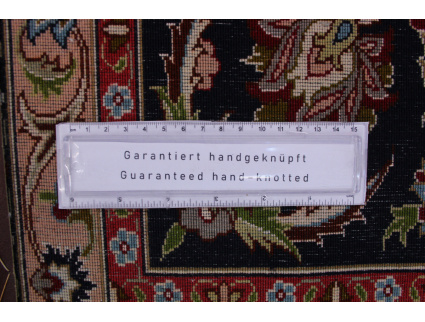 1 2 3 4 5 6 7 8 9 10 11 12 13 14 15
Garantiert handgeknüpft
Guaranteed hand-knotted